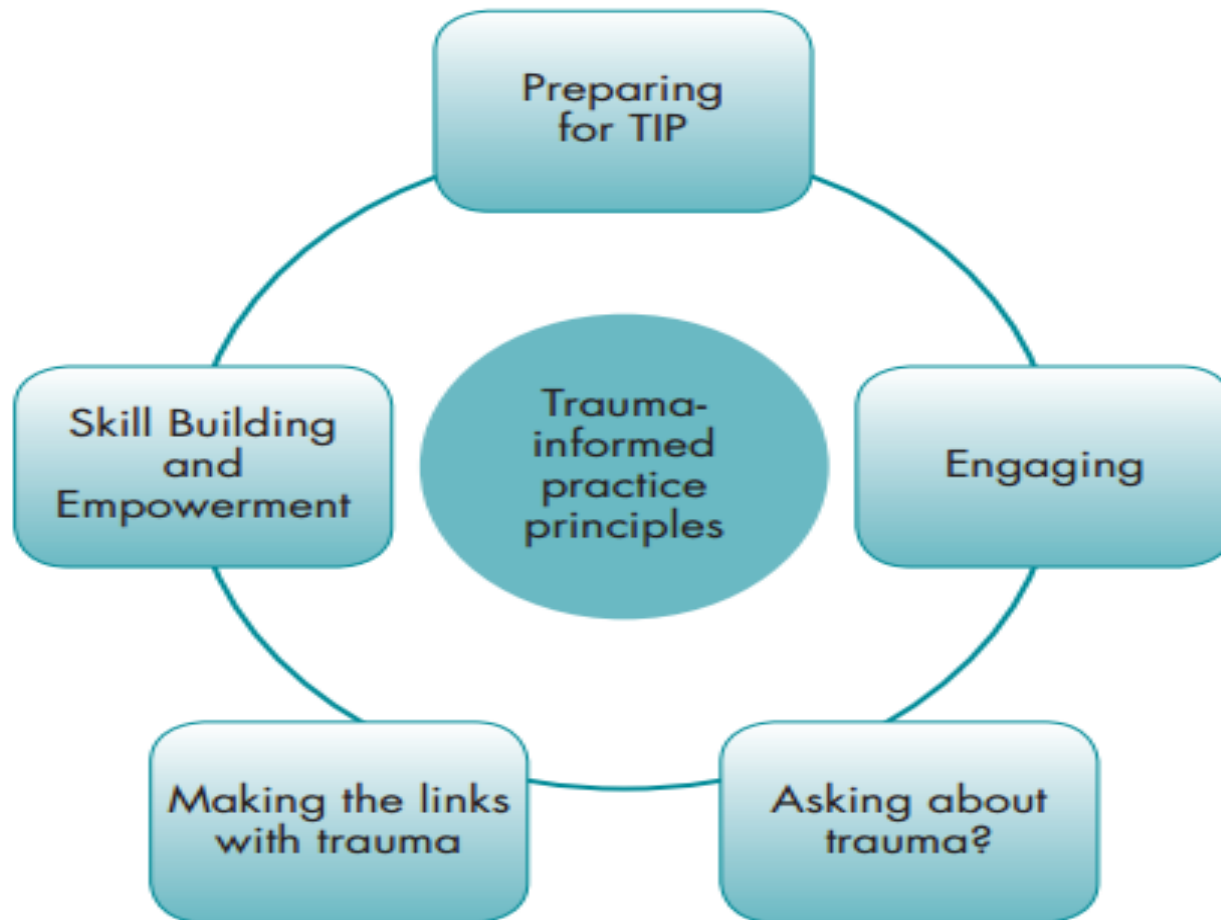 Preparing
for TIP
Engaging
Asking about
trauma?
Making the links
with trauma
Skill Building
and
Empowerment
Trauma-
informed
practice
principles